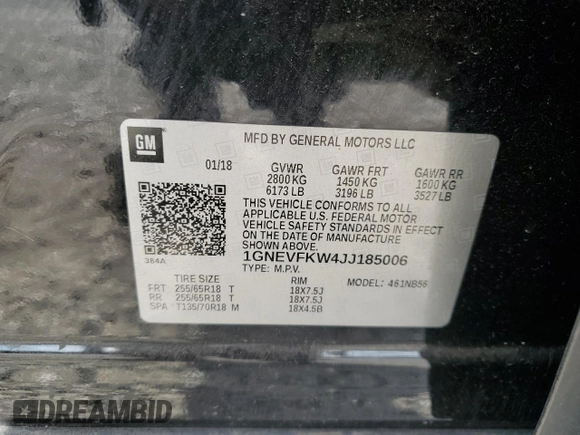 GM
MFD BY GENERAL MOTORS LLC
01/18 GVWR GAWR FRT GAWR RR
2800 KG 1450 KG 1600 KG
6173 LB 3196 LB 3527 LB
THIS VEHICLE CONFORMS TO ALL
APPLICABLE U.S. FEDERAL MOTOR
VEHICLE SAFETY STANDARDS IN EFFECT
ON THE DATE OF MANUFACTURE
SHOWN ABOVE.
384A
1GNEVFKW4JJ185006
TYPE: M.P.V. MODEL: 461NB56
TIRE SIZE RIM
FRT 255/65R18 T 18X7.5J
RR 255/65R18 T 18X7.5J
SPA T135/70R18 M 18X4.5B
DREAMBID